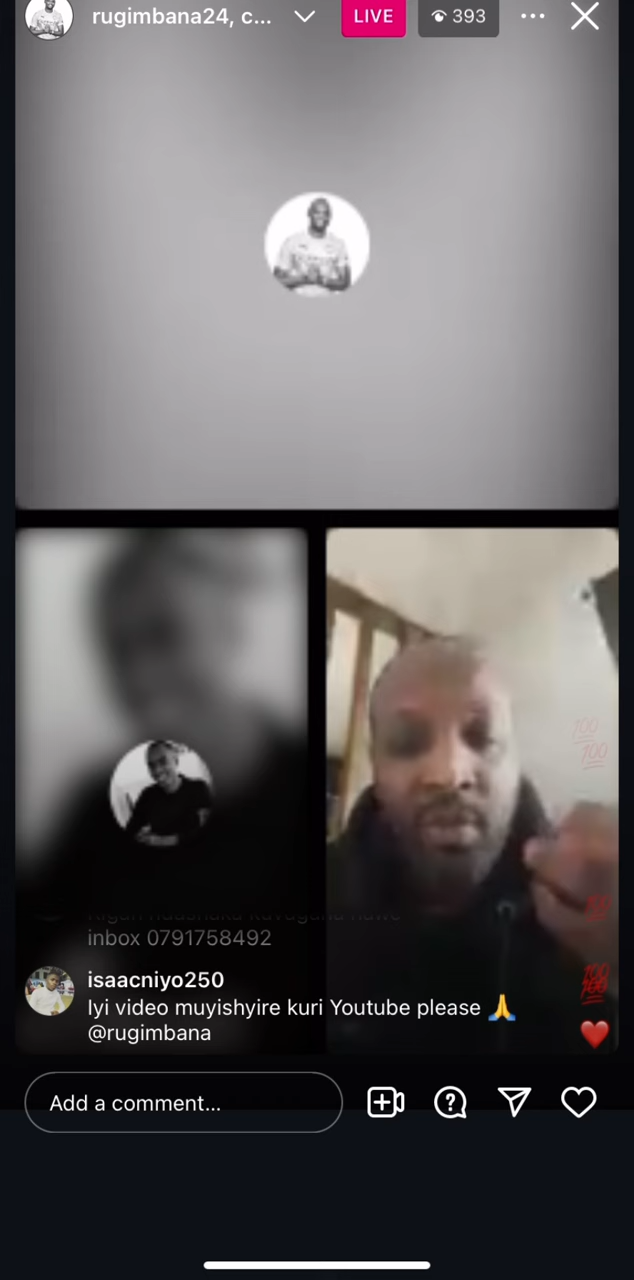 rugimbana24, c...
LIVE
393
inbox 0791758492
isaacniyo250
Iyi video muyishyire kuri Youtube please 🙏
@rugimbana
Add a comment...